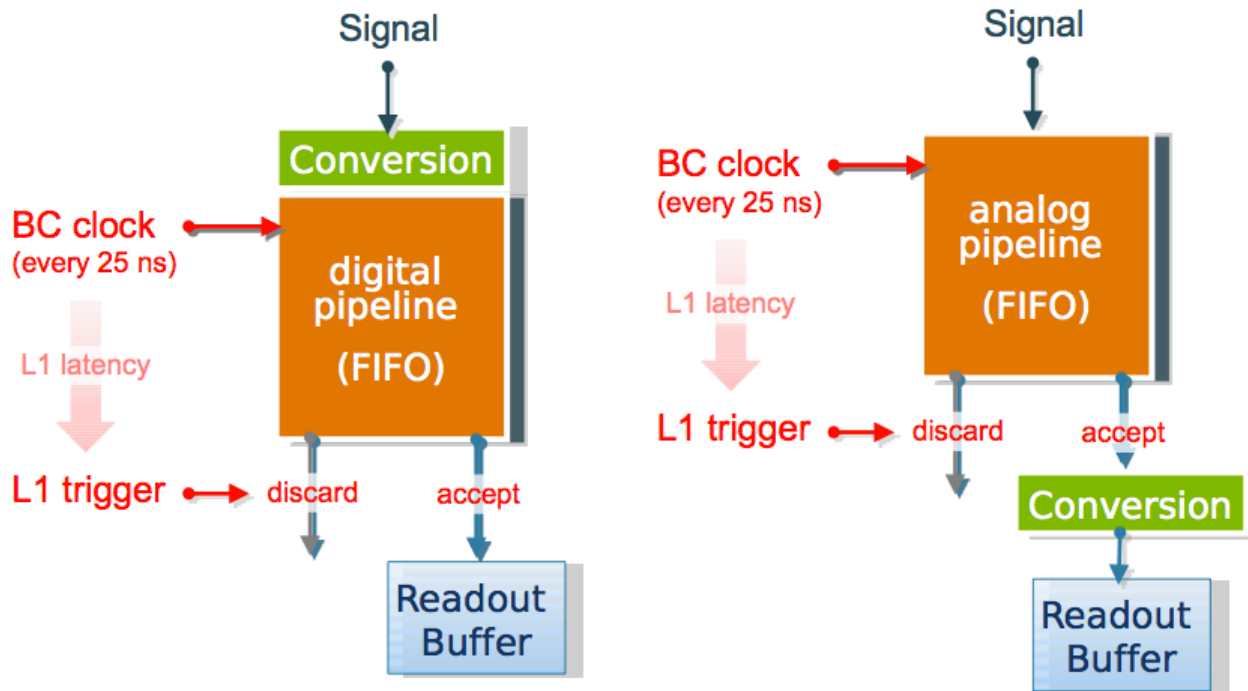 Signal
Conversion
BC clock
(every 25 ns)
digital
pipeline
(FIFO)
L1 latency
L1 trigger
discard
accept
Readout
Buffer
Signal
BC clock
(every 25 ns)
analog
pipeline
(FIFO)
L1 latency
L1 trigger
discard
accept
Conversion
Readout
Buffer